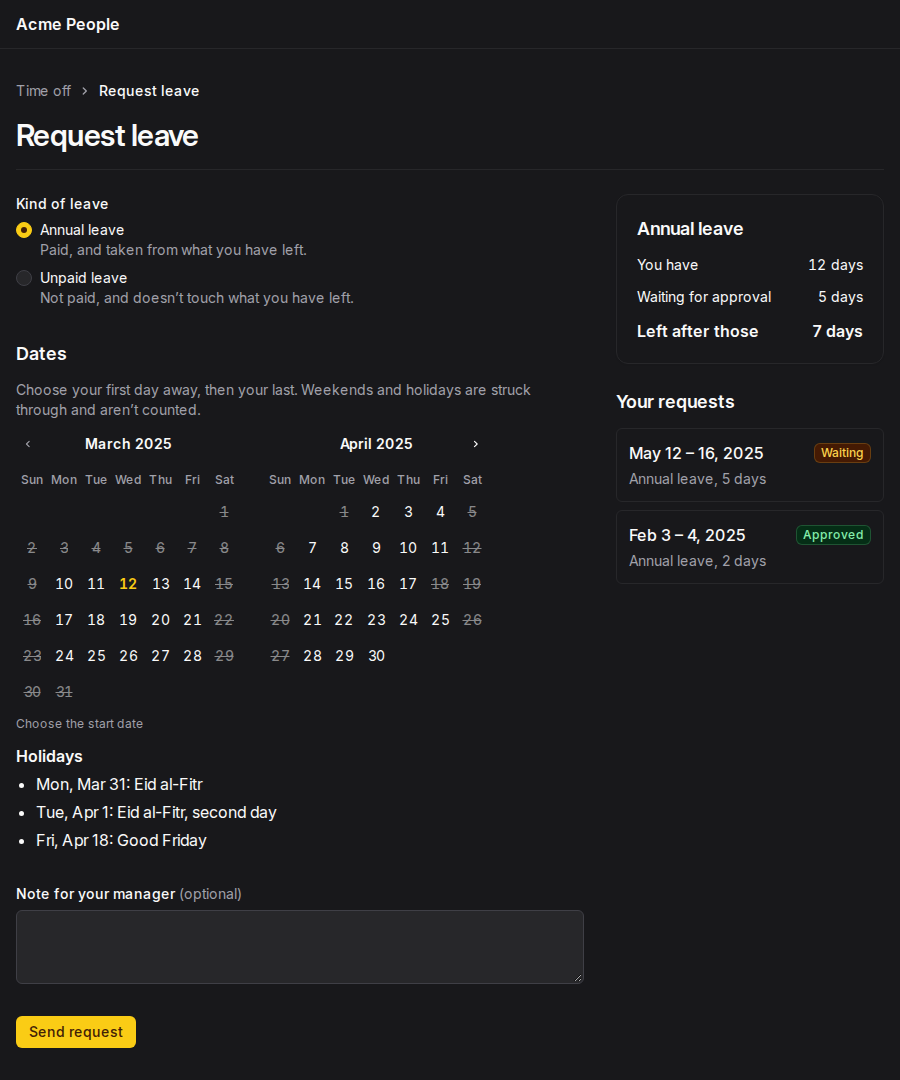 Acme People
Time off › Request leave
Request leave
Kind of leave
Annual leave
Paid, and taken from what you have left.
Unpaid leave
Not paid, and doesn’t touch what you have left.
Dates
Choose your first day away, then your last. Weekends and holidays are struck
through and aren’t counted.
March 2025
Sun Mon Tue Wed Thu Fri Sat
1
2 3 4 5 6 7 8
9 10 11 12 13 14 15
16 17 18 19 20 21 22
23 24 25 26 27 28 29
30 31
April 2025
Sun Mon Tue Wed Thu Fri Sat
1 2 3 4 5
6 7 8 9 10 11 12
13 14 15 16 17 18 19
20 21 22 23 24 25 26
27 28 29 30
Choose the start date
Holidays
• Mon, Mar 31: Eid al-Fitr
• Tue, Apr 1: Eid al-Fitr, second day
• Fri, Apr 18: Good Friday
Note for your manager (optional)
Send request
Annual leave
You have 12 days
Waiting for approval 5 days
Left after those 7 days
Your requests
May 12 – 16, 2025 Waiting
Annual leave, 5 days
Feb 3 – 4, 2025 Approved
Annual leave, 2 days